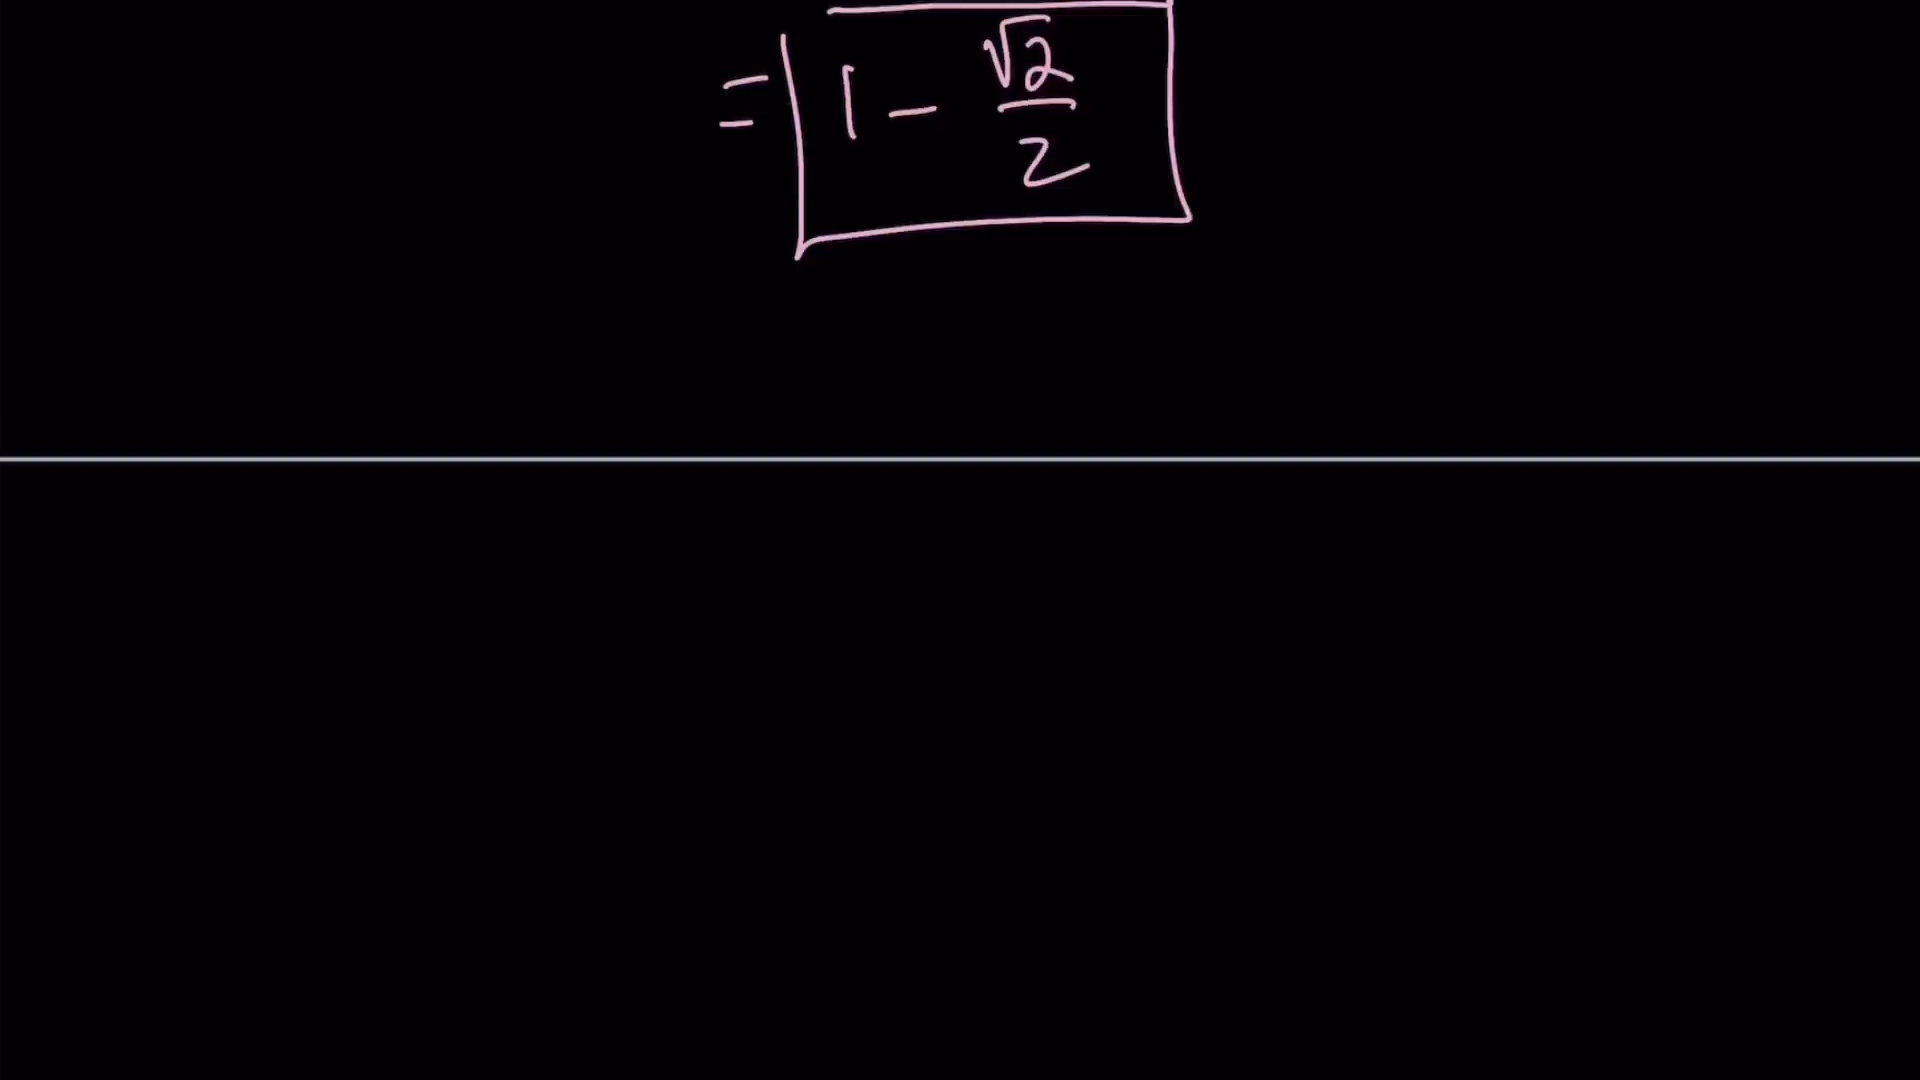 = 1 - √2/2